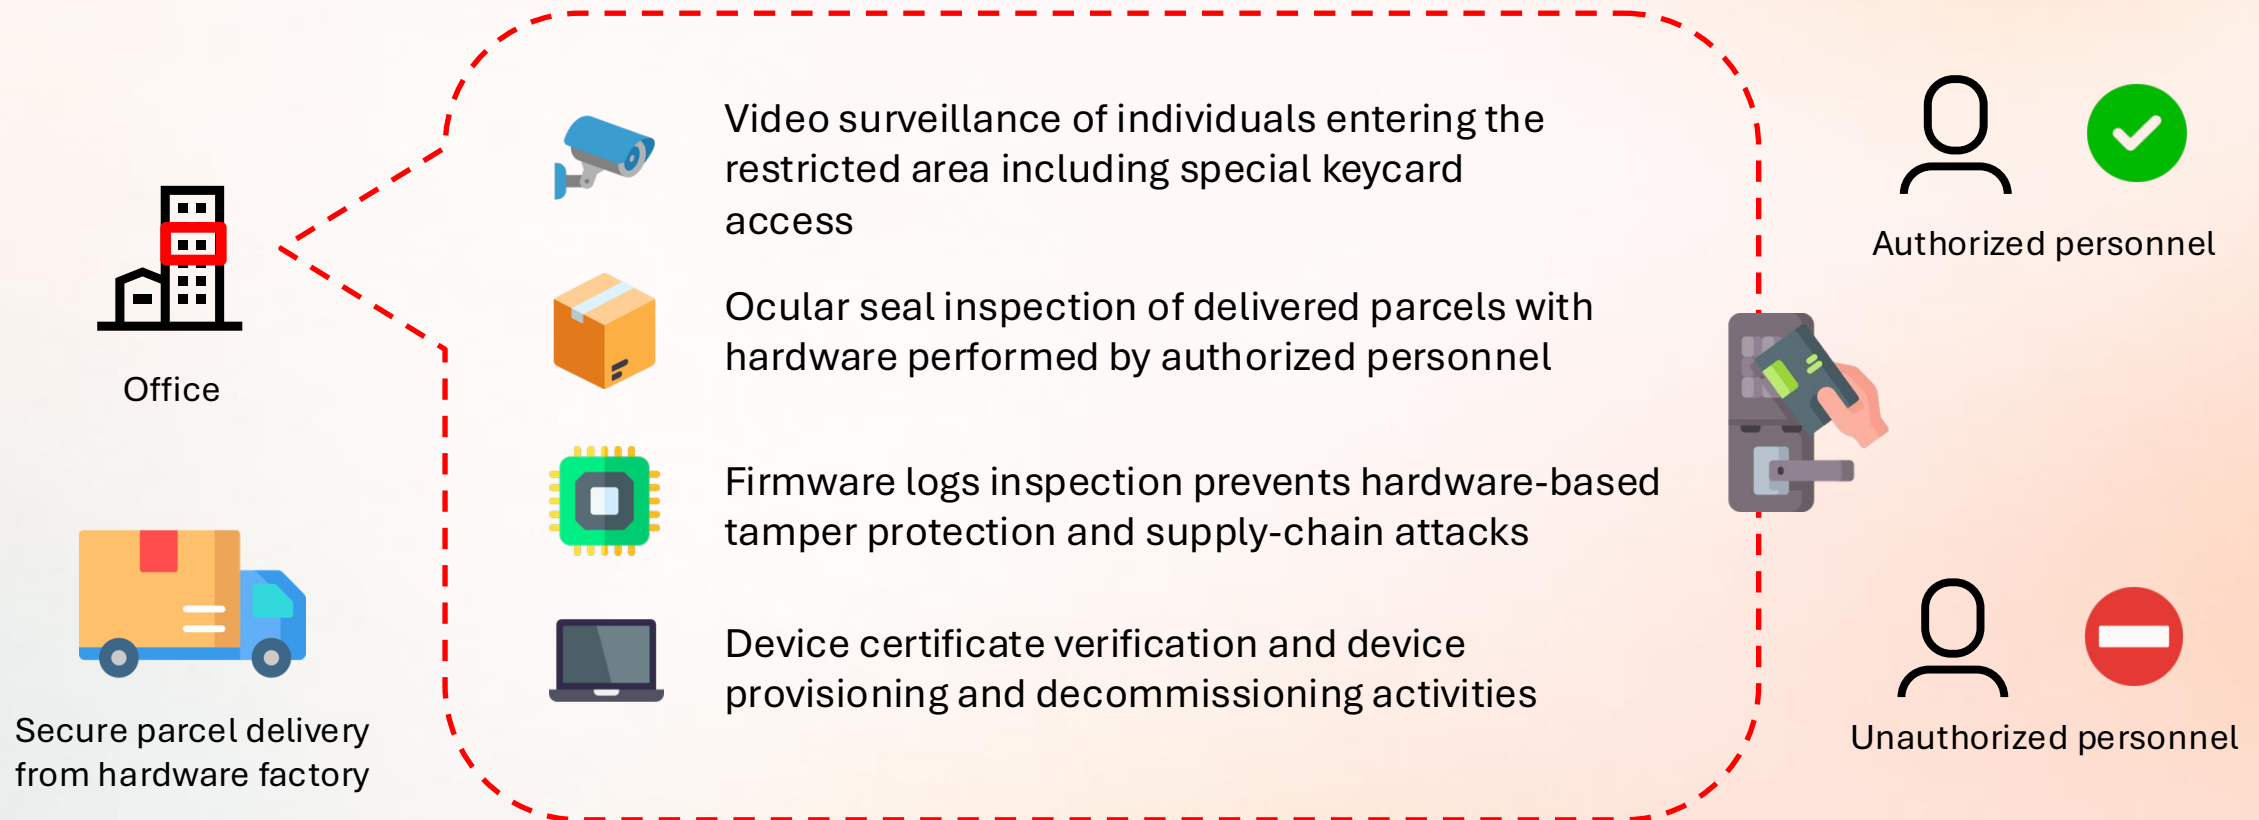 Video surveillance of individuals entering the
restricted area including special keycard
access
Authorized personnel
Ocular seal inspection of delivered parcels with
hardware performed by authorized personnel
Office
Firmware logs inspection prevents hardware-based
tamper protection and supply-chain attacks
Device certificate verification and device
provisioning and decommissioning activities
Secure parcel delivery
from hardware factory
Unauthorized personnel